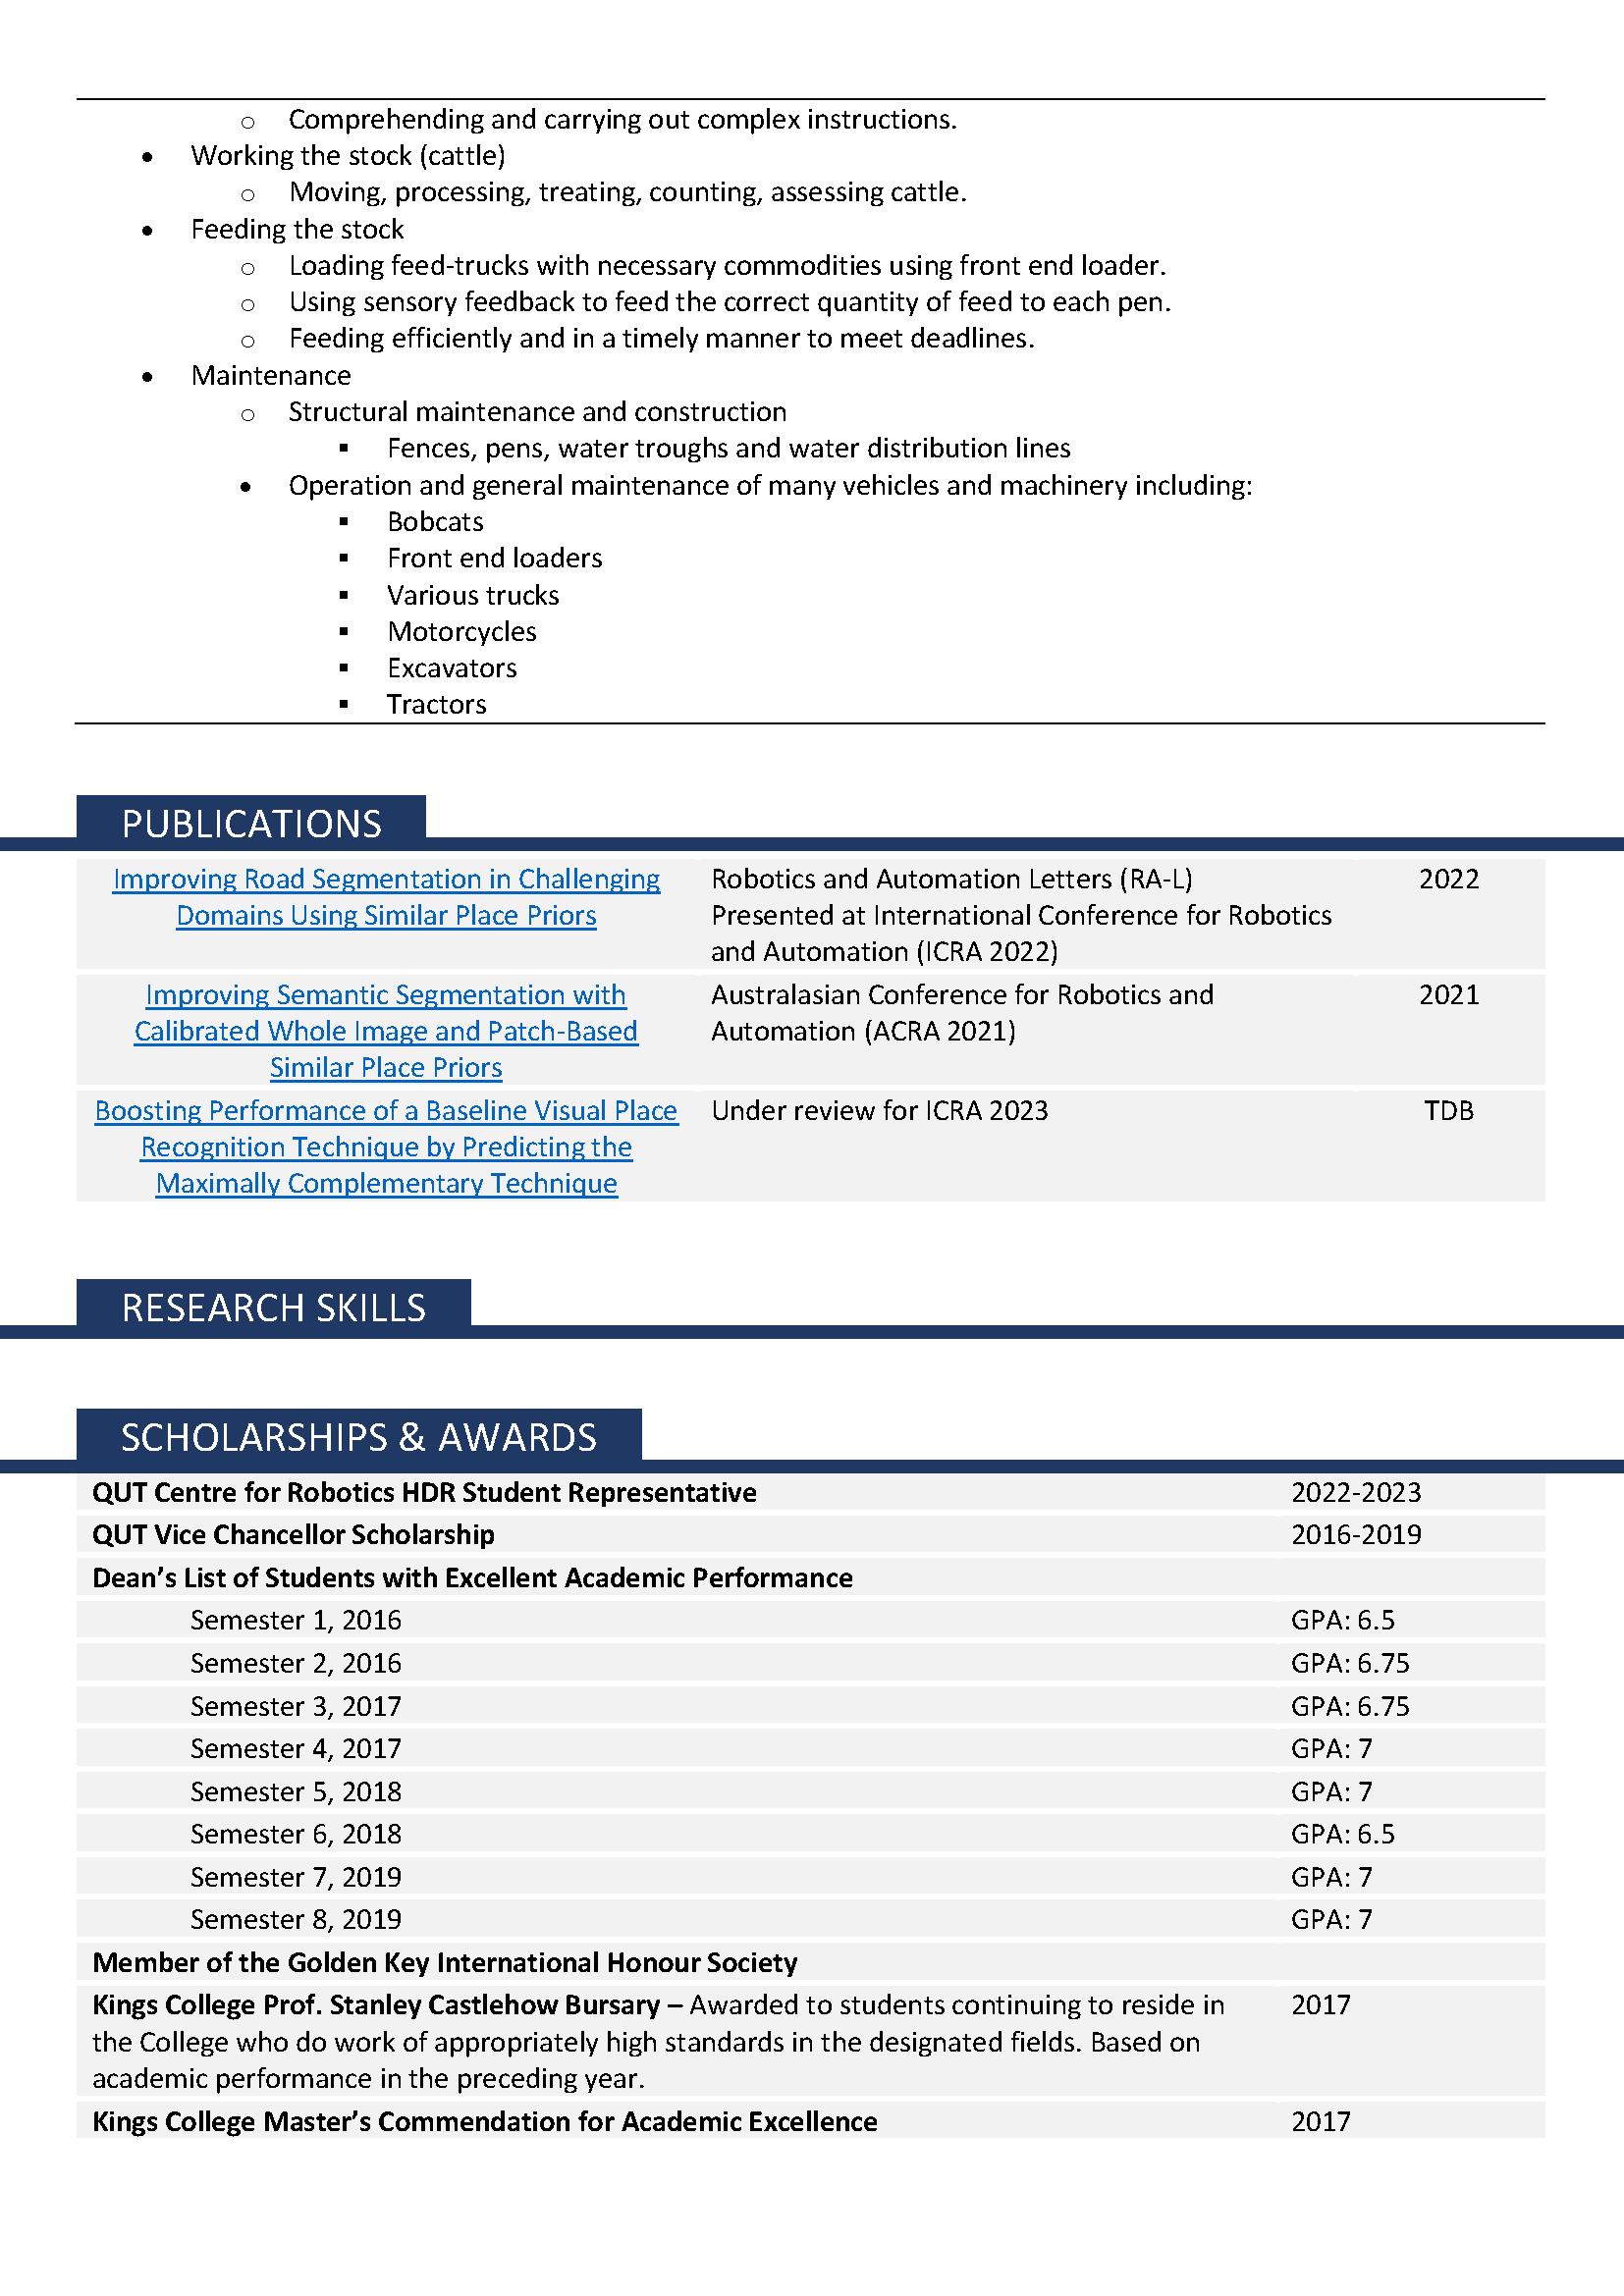 o Comprehending and carrying out complex instructions.
• Working the stock (cattle)
o Moving, processing, treating, counting, assessing cattle.
• Feeding the stock
o Loading feed-trucks with necessary commodities using front end loader.
o Using sensory feedback to feed the correct quantity of feed to each pen.
o Feeding efficiently and in a timely manner to meet deadlines.
• Maintenance
o Structural maintenance and construction
▪ Fences, pens, water troughs and water distribution lines
• Operation and general maintenance of many vehicles and machinery including:
▪ Bobcats
▪ Front end loaders
▪ Various trucks
▪ Motorcycles
▪ Excavators
▪ Tractors
PUBLICATIONS
Improving Road Segmentation in Challenging
Domains Using Similar Place Priors
Robotics and Automation Letters (RA-L)
Presented at International Conference for Robotics
and Automation (ICRA 2022)
2022
Improving Semantic Segmentation with
Calibrated Whole Image and Patch-Based
Similar Place Priors
Australasian Conference for Robotics and
Automation (ACRA 2021)
2021
Boosting Performance of a Baseline Visual Place
Recognition Technique by Predicting the
Maximally Complementary Technique
Under review for ICRA 2023
TDB
RESEARCH SKILLS
SCHOLARSHIPS & AWARDS
QUT Centre for Robotics HDR Student Representative 2022-2023
QUT Vice Chancellor Scholarship 2016-2019
Dean’s List of Students with Excellent Academic Performance
Semester 1, 2016 GPA: 6.5
Semester 2, 2016 GPA: 6.75
Semester 3, 2017 GPA: 6.75
Semester 4, 2017 GPA: 7
Semester 5, 2018 GPA: 7
Semester 6, 2018 GPA: 6.5
Semester 7, 2019 GPA: 7
Semester 8, 2019 GPA: 7
Member of the Golden Key International Honour Society
Kings College Prof. Stanley Castlehow Bursary – Awarded to students continuing to reside in 2017
the College who do work of appropriately high standards in the designated fields. Based on
academic performance in the preceding year.
Kings College Master’s Commendation for Academic Excellence 2017